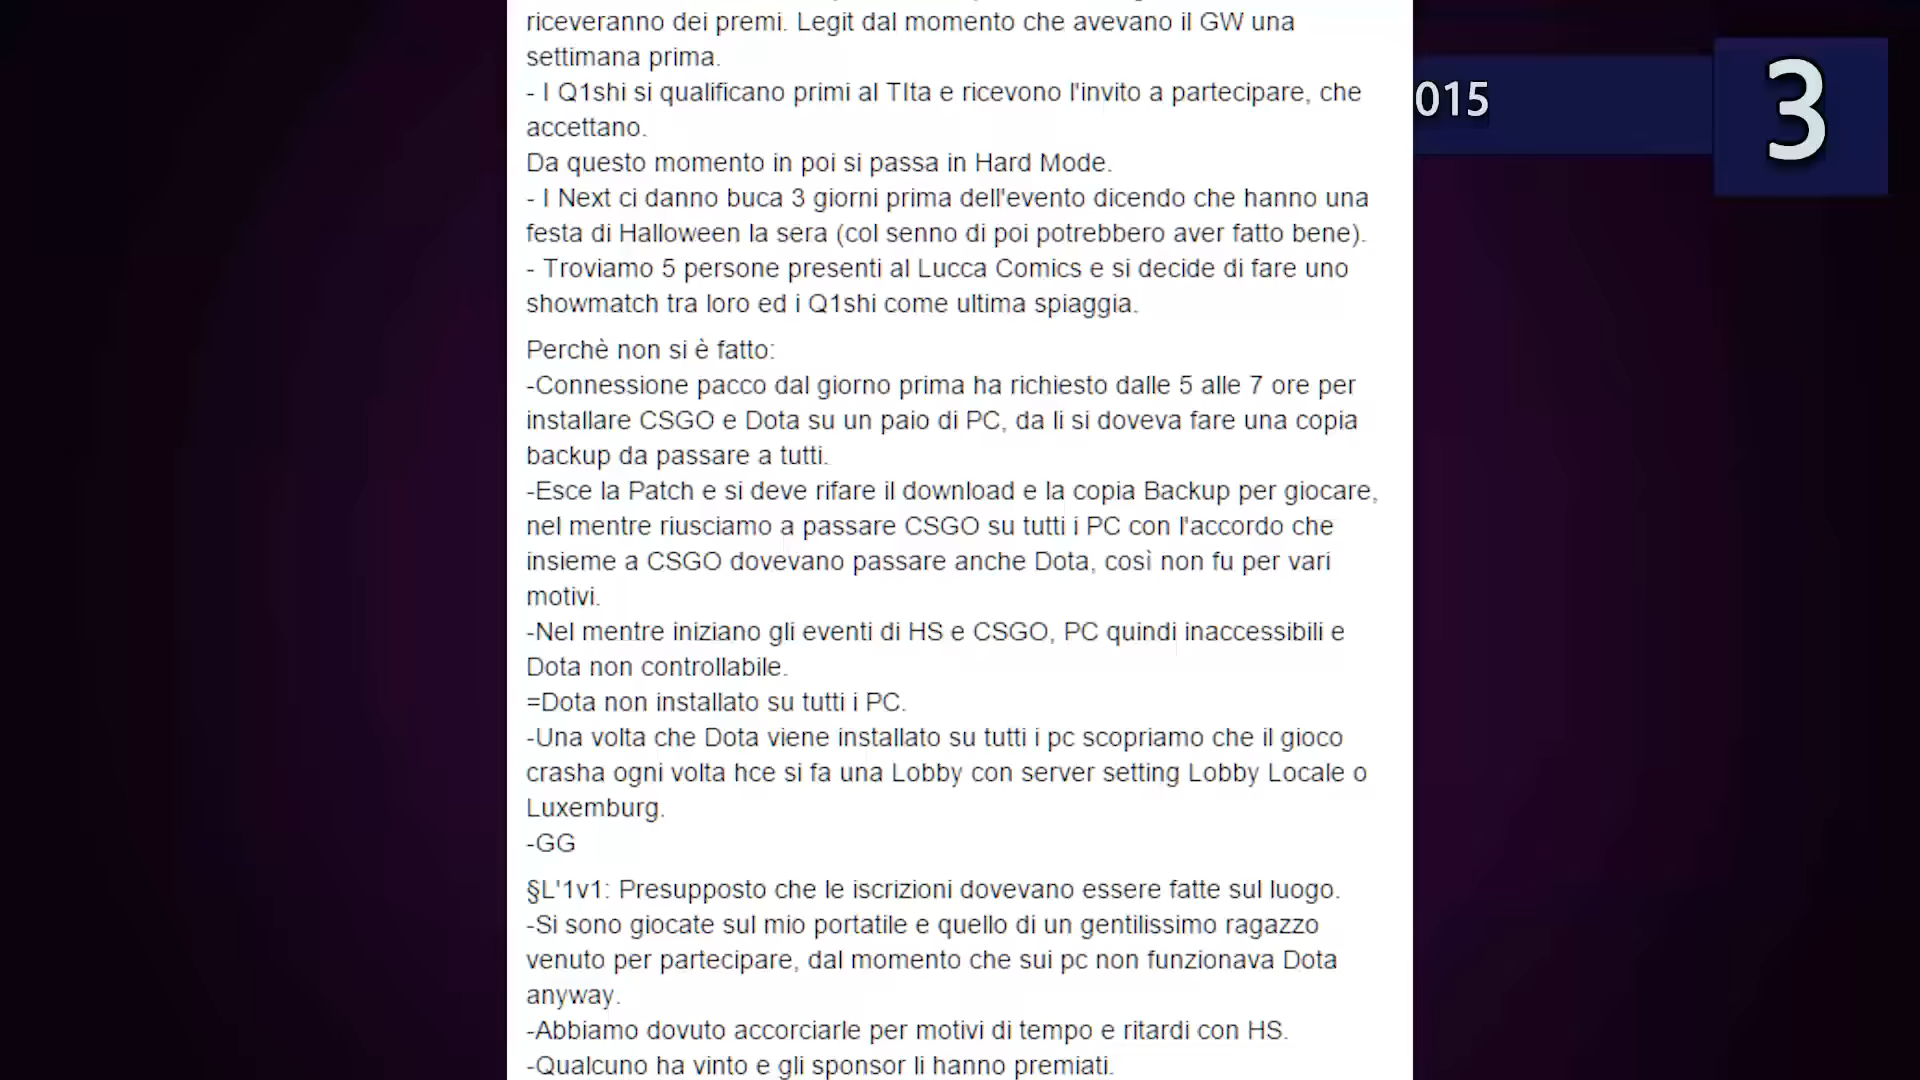 riceveranno dei premi. Legit dal momento che avevano il GW una
settimana prima.
- I Q1shi si qualificano primi al TIta e ricevono l'invito a partecipare, che
accettano.
Da questo momento in poi si passa in Hard Mode.
- I Next ci danno buca 3 giorni prima dell'evento dicendo che hanno una
festa di Halloween la sera (col senno di poi potrebbero aver fatto bene).
- Troviamo 5 persone presenti al Lucca Comics e si decide di fare uno
showmatch tra loro ed i Q1shi come ultima spiaggia.
Perchè non si è fatto:
-Connessione pacco dal giorno prima ha richiesto dalle 5 alle 7 ore per
installare CSGO e Dota su un paio di PC, da li si doveva fare una copia
backup da passare a tutti.
-Esce la Patch e si deve rifare il download e la copia Backup per giocare,
nel mentre riusciamo a passare CSGO su tutti i PC con l'accordo che
insieme a CSGO dovevano passare anche Dota, così non fu per vari
motivi.
-Nel mentre iniziano gli eventi di HS e CSGO, PC quindi inaccessibili e
Dota non controllabile.
=Dota non installato su tutti i PC.
-Una volta che Dota viene installato su tutti i pc scopriamo che il gioco
crasha ogni volta hce si fa una Lobby con server setting Lobby Locale o
Luxemburg.
-GG
§L'1v1: Presupposto che le iscrizioni dovevano essere fatte sul luogo.
-Si sono giocate sul mio portatile e quello di un gentilissimo ragazzo
venuto per partecipare, dal momento che sui pc non funzionava Dota
anyway.
-Abbiamo dovuto accorciarle per motivi di tempo e ritardi con HS.
-Qualcuno ha vinto e gli sponsor li hanno premiati.
015
3